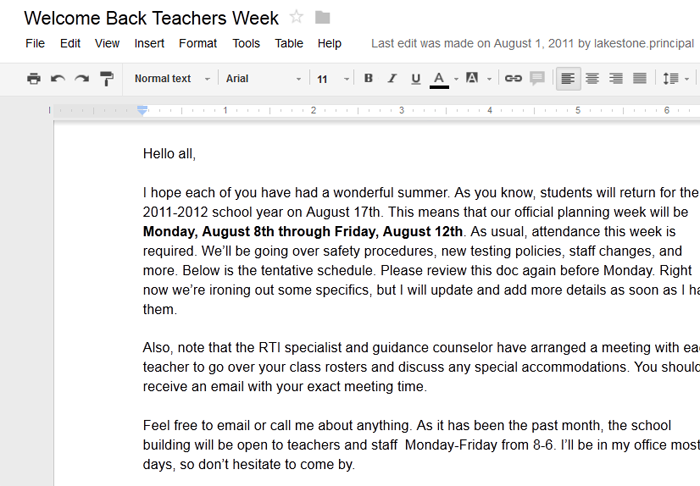 Welcome Back Teachers Week
File Edit View Insert Format Tools Table Help Last edit was made on August 1, 2011 by lakestone.principal
Normal text Arial 11 B I U A A
1 2 3 4 5 6
Hello all,
I hope each of you have had a wonderful summer. As you know, students will return for the
2011-2012 school year on August 17th. This means that our official planning week will be
Monday, August 8th through Friday, August 12th. As usual, attendance this week is
required. We'll be going over safety procedures, new testing policies, staff changes, and
more. Below is the tentative schedule. Please review this doc again before Monday. Right
now we're ironing out some specifics, but I will update and add more details as soon as I
them.
Also, note that the RTI specialist and guidance counselor have arranged a meeting with
teacher to go over your class rosters and discuss any special accommodations. You should
receive an email with your exact meeting time.
Feel free to email or call me about anything. As it has been the past month, the school
building will be open to teachers and staff Monday-Friday from 8-6. I'll be in my office most
days, so don't hesitate to come by.